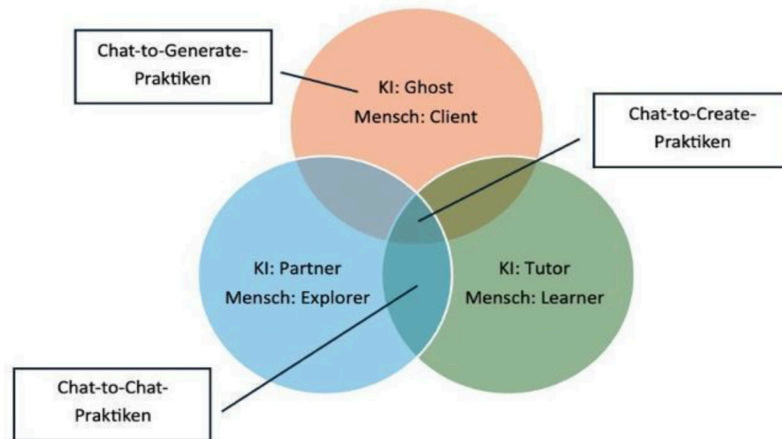 Chat-to-Generate-
Praktiken
KI: Ghost
Mensch: Client
Chat-to-Create-
Praktiken
KI: Partner
Mensch: Explorer
KI: Tutor
Mensch: Learner
Chat-to-Chat-
Praktiken